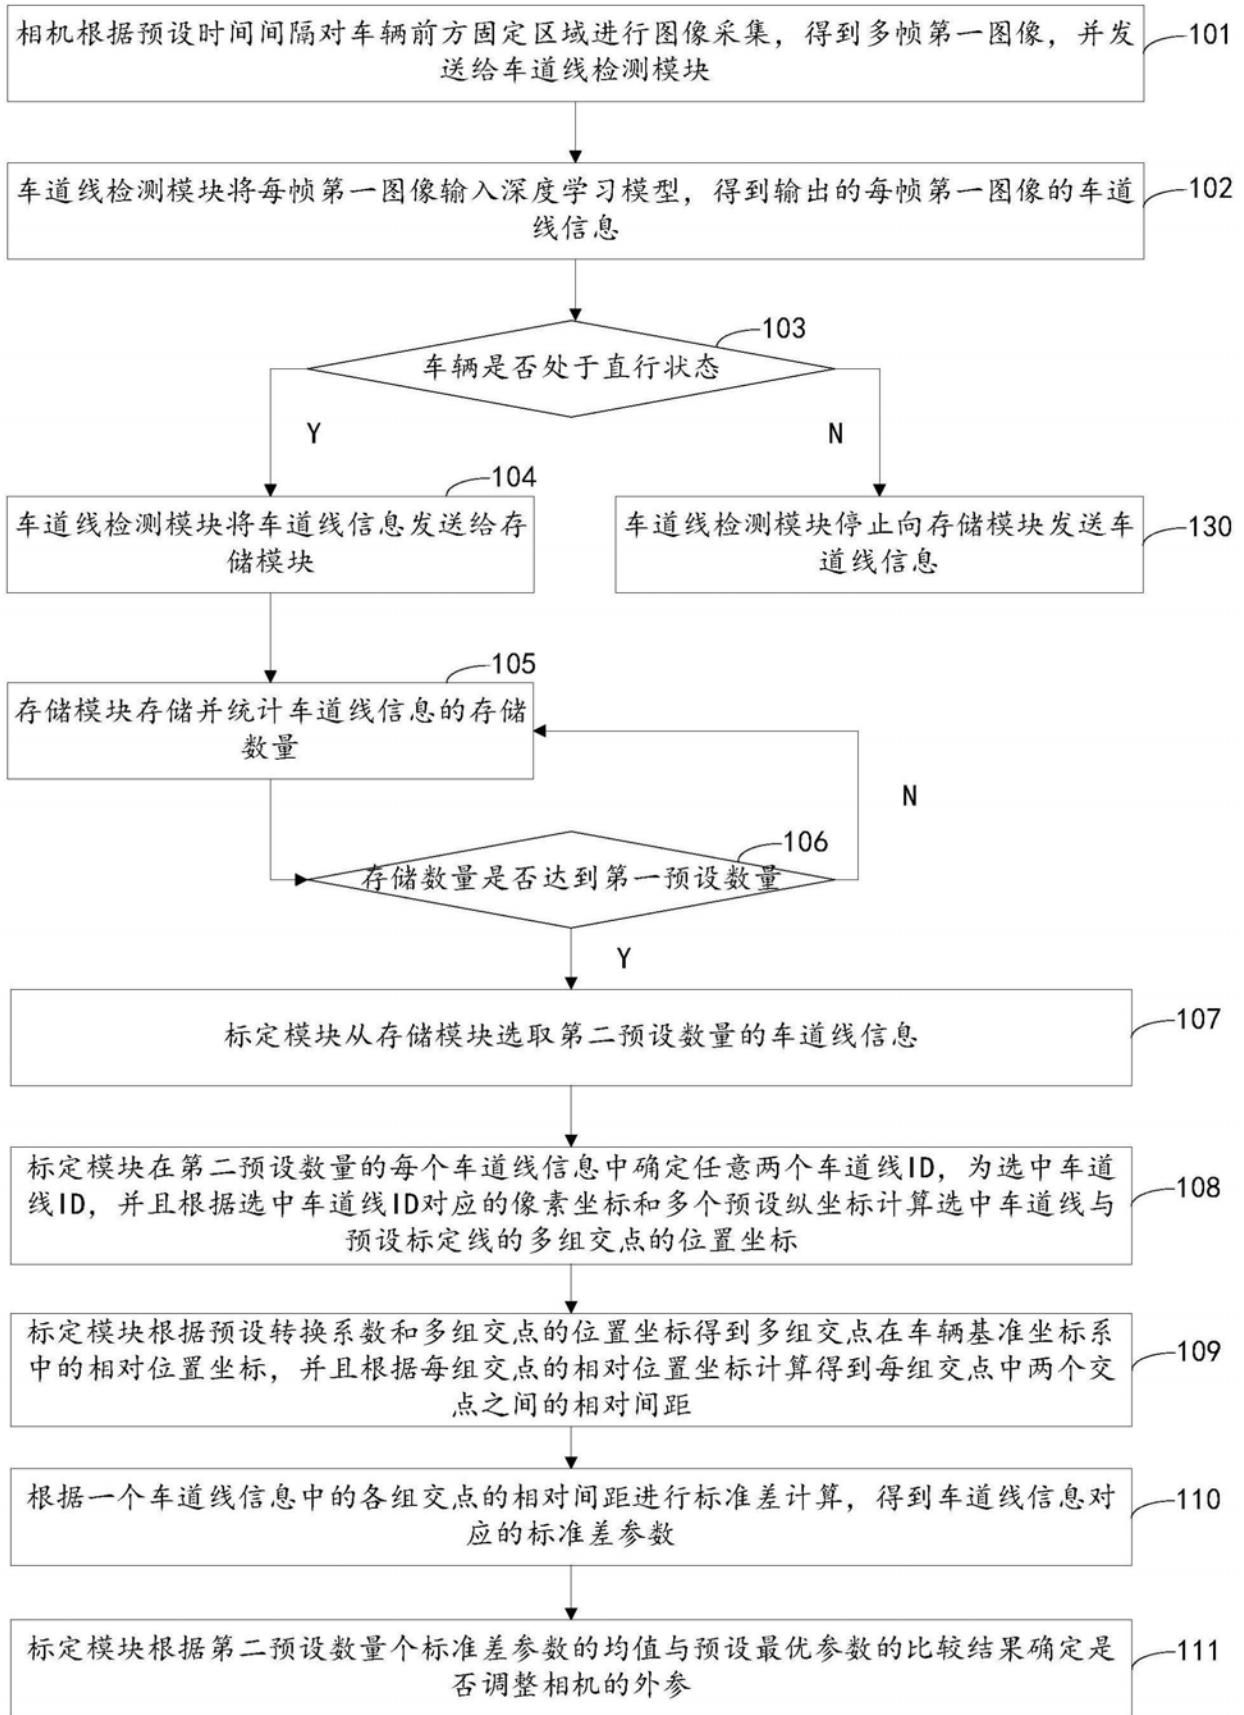 相机根据预设时间间隔对车辆前方固定区域进行图像采集，得到多帧第一图像，并发
送给车道线检测模块
101
车道线检测模块将每帧第一图像输入深度学习模型，得到输出的每帧第一图像的车道
线信息
102
103
车辆是否处于直行状态
Y
N
104
车道线检测模块将车道线信息发送给存
储模块
车道线检测模块停止向存储模块发送车
道线信息
130
105
存储模块存储并统计车道线信息的存储
数量
N
106
存储数量是否达到第一预设数量
Y
标定模块从存储模块选取第二预设数量的车道线信息
107
标定模块在第二预设数量的每个车道线信息中确定任意两个车道线ID，为选中车道
线ID，并且根据选中车道线ID对应的像素坐标和多个预设纵坐标计算选中车道线与
预设标定线的多组交点的位置坐标
108
标定模块根据预设转换系数和多组交点的位置坐标得到多组交点在车辆基准坐标系
中的相对位置坐标，并且根据每组交点的相对位置坐标计算得到每组交点中两个交
点之间的相对间距
109
根据一个车道线信息中的各组交点的相对间距进行标准差计算，得到车道线信息对
应的标准差参数
110
标定模块根据第二预设数量个标准差参数的均值与预设最优参数的比较结果确定是
否调整相机的外参
111